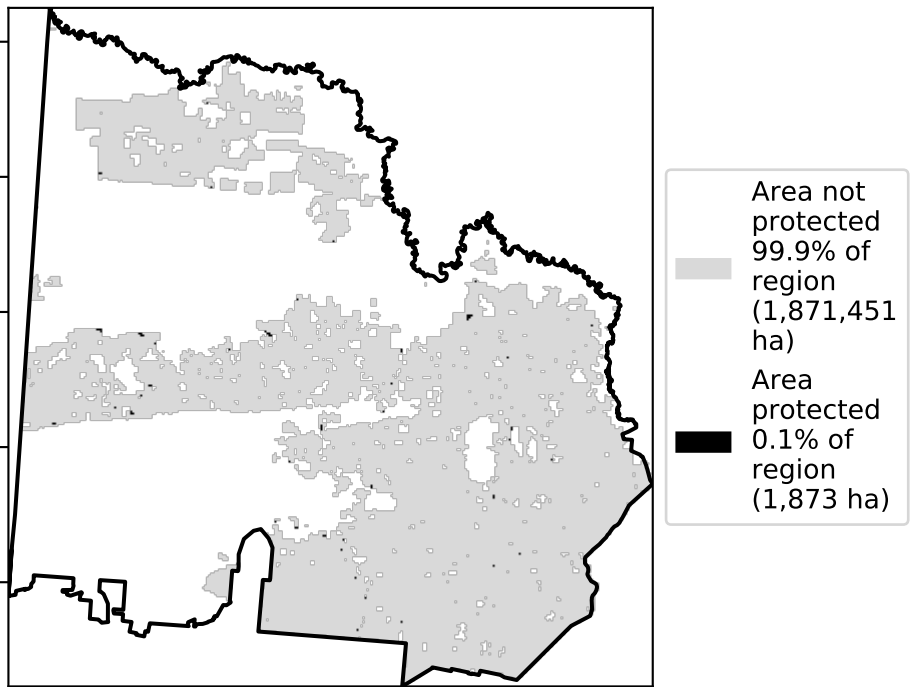 Area not
protected
99.9% of
region
(1,871,451
ha)
Area
protected
0.1% of
region
(1,873 ha)